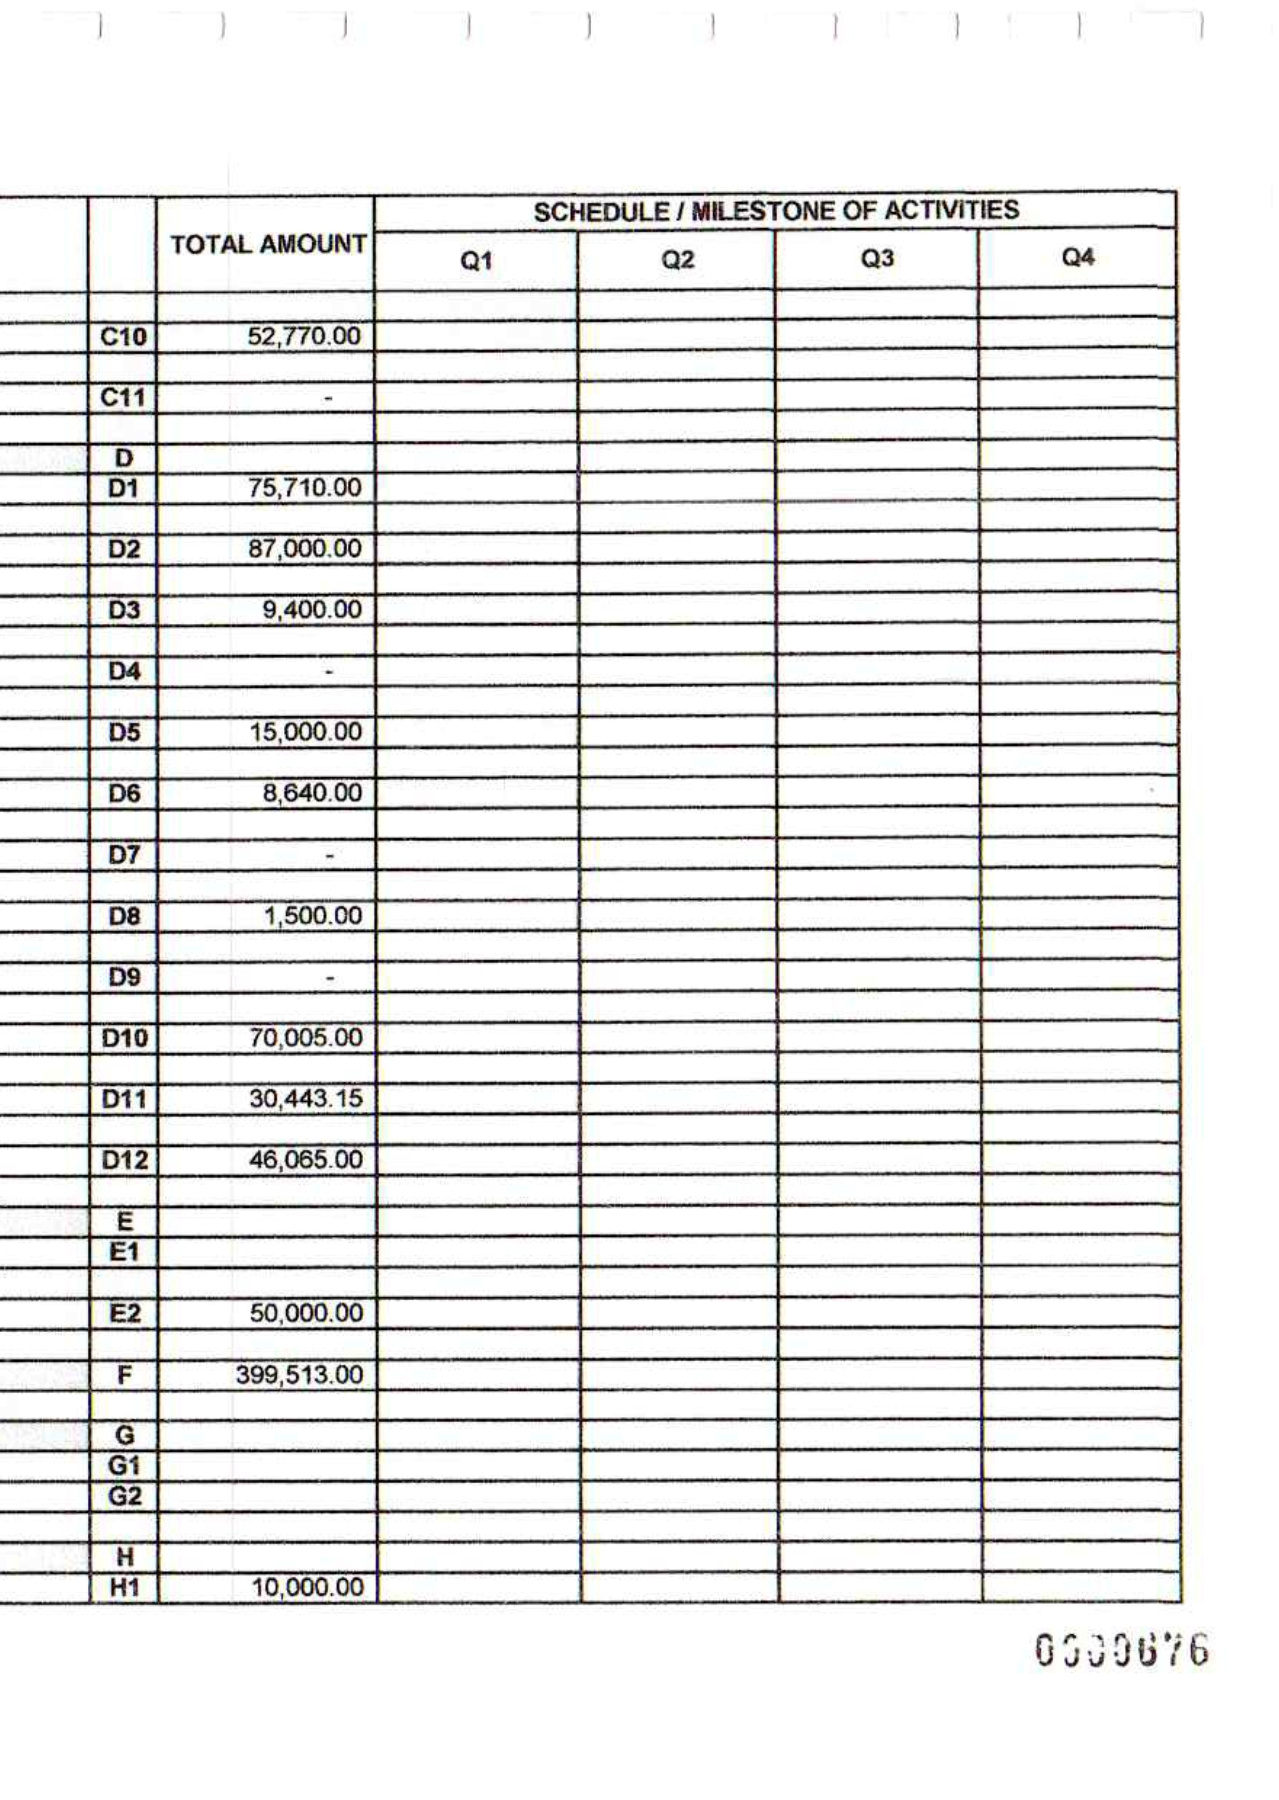 SCHEDULE / MILESTONE OF ACTIVITIES
TOTAL AMOUNT
Q1 Q2 Q3 Q4
C10 52,770.00
C11 -
D
D1 75,710.00
D2 87,000.00
D3 9,400.00
D4 -
D5 15,000.00
D6 8,640.00
D7 -
D8 1,500.00
D9 -
D10 70,005.00
D11 30,443.15
D12 46,065.00
E
E1
E2 50,000.00
F 399,513.00
G
G1
G2
H
H1 10,000.00